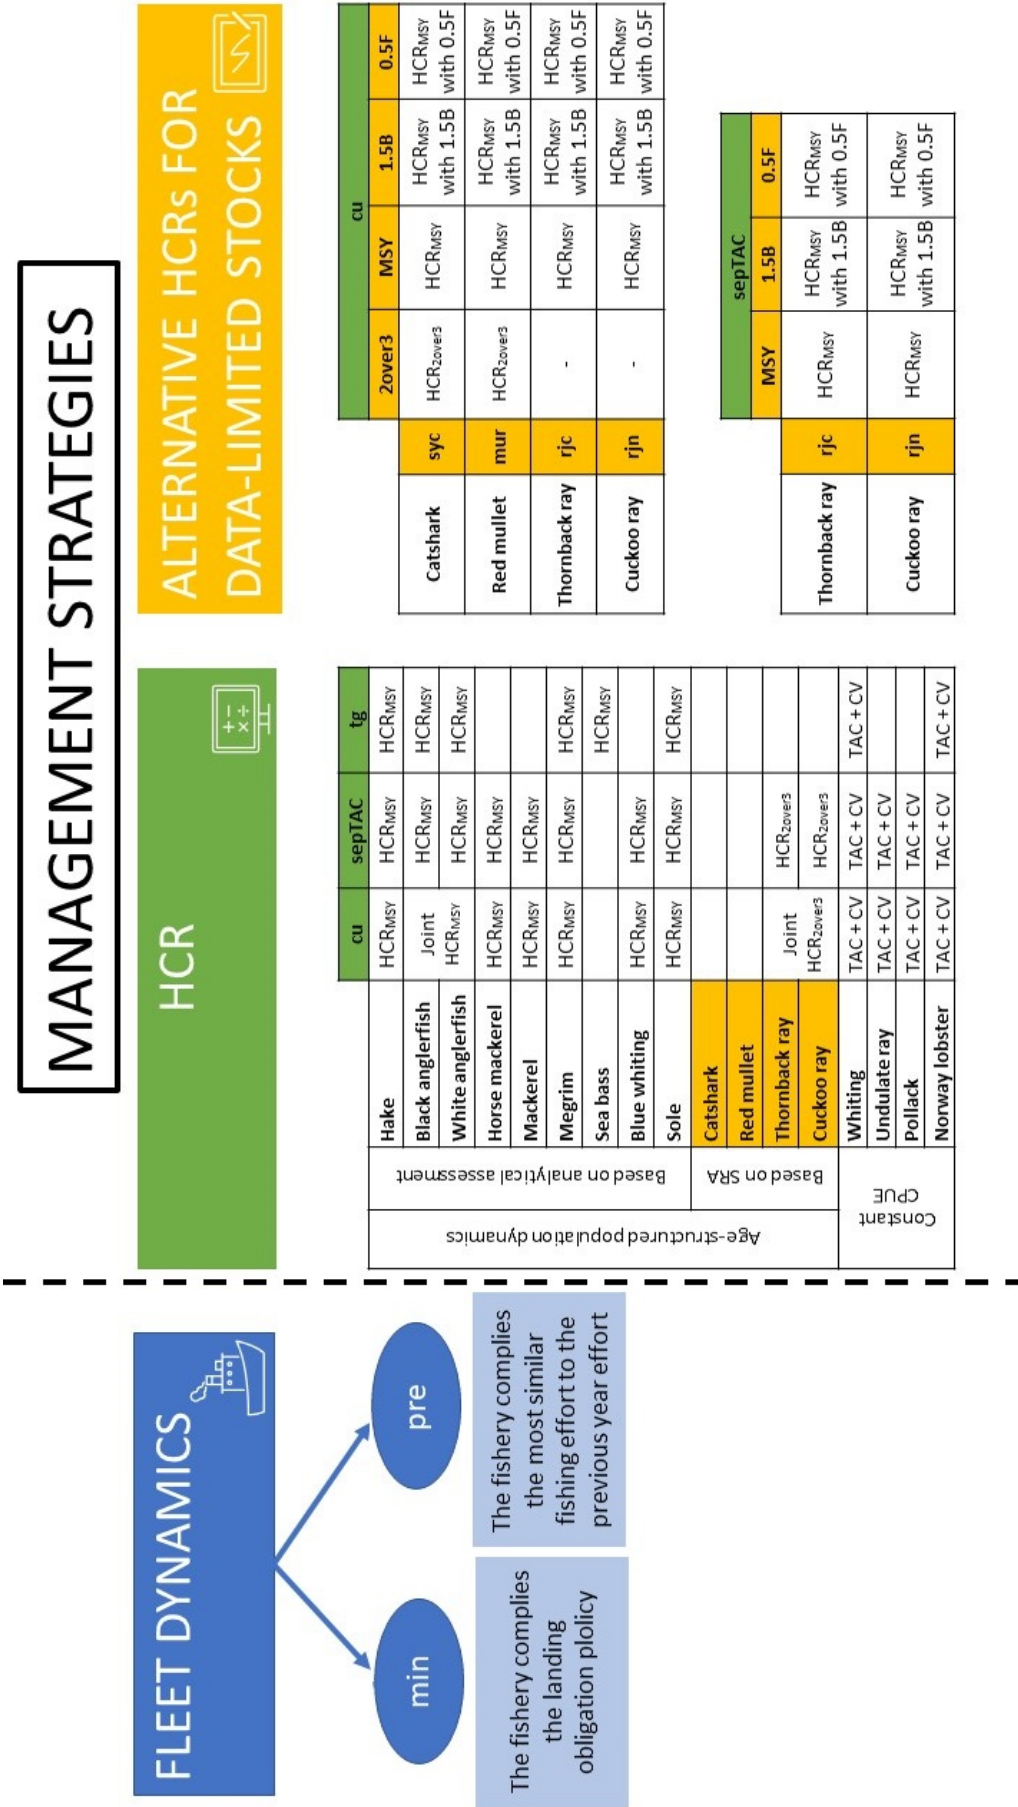 MANAGEMENT STRATEGIES
FLEET DYNAMICS
min
pre
The fishery complies
the landing
obligation plolicy
The fishery complies
the most similar
fishing effort to the
previous year effort
HCR
cu sepTAC tg
Age-structured population dynamics
Based on analytical assessment
Hake HCRMSY HCRMSY HCRMSY
Black anglerfish Joint HCRMSY HCRMSY
White anglerfish HCRMSY HCRMSY HCRMSY
Horse mackerel HCRMSY HCRMSY
Mackerel HCRMSY HCRMSY
Megrim HCRMSY HCRMSY HCRMSY
Sea bass HCRMSY
Blue whiting HCRMSY HCRMSY
Sole HCRMSY HCRMSY HCRMSY
Based on SRA
Catshark
Red mullet
Thornback ray Joint HCR2over3
Cuckoo ray HCR2over3 HCR2over3
Constant
CPUE
Whiting TAC + CV TAC + CV TAC + CV
Undulate ray TAC + CV TAC + CV
Pollack TAC + CV TAC + CV
Norway lobster TAC + CV TAC + CV TAC + CV
ALTERNATIVE HCRs FOR
DATA-LIMITED STOCKS
cu
2over3 MSY 1.5B 0.5F
Catshark syc HCR2over3 HCRMSY HCRMSY with 1.5B HCRMSY with 0.5F
Red mullet mur HCR2over3 HCRMSY HCRMSY with 1.5B HCRMSY with 0.5F
Thornback ray rjc - HCRMSY HCRMSY with 1.5B HCRMSY with 0.5F
Cuckoo ray rjn - HCRMSY HCRMSY with 1.5B HCRMSY with 0.5F
sepTAC
MSY 1.5B 0.5F
Thornback ray rjc HCRMSY HCRMSY with 1.5B HCRMSY with 0.5F
Cuckoo ray rjn HCRMSY HCRMSY with 1.5B HCRMSY with 0.5F